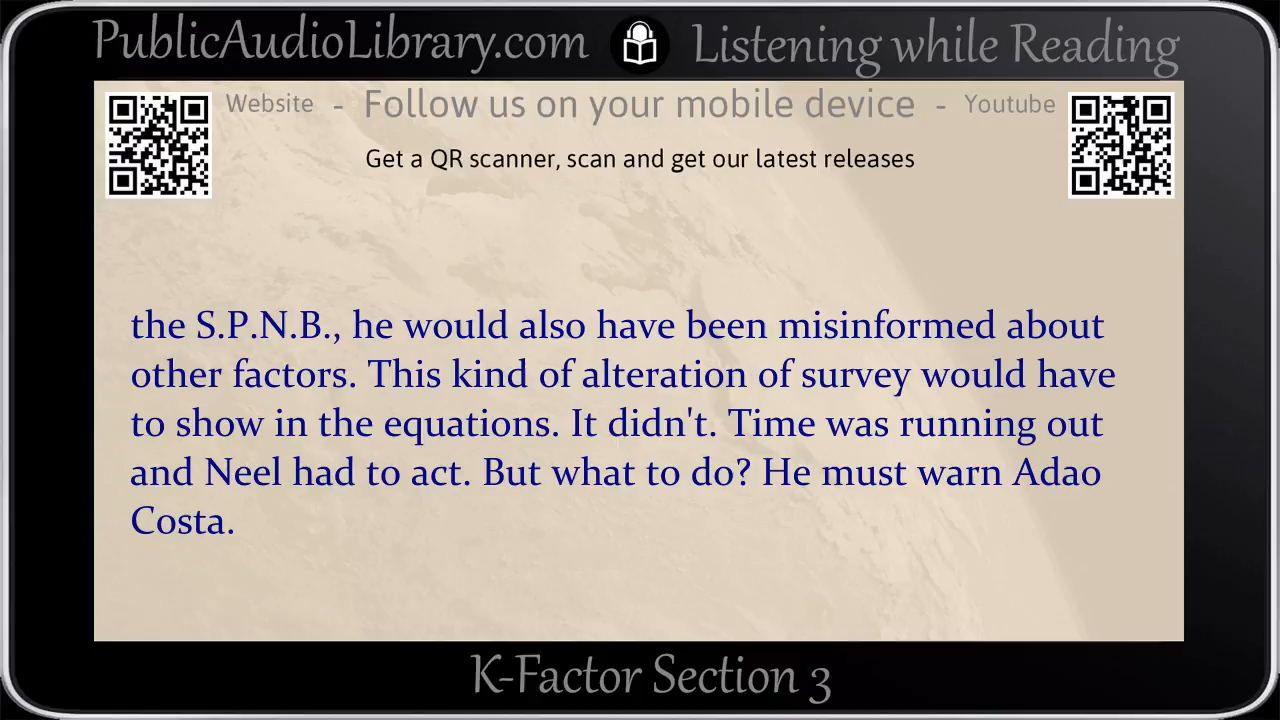 PublicAudioLibrary.com Listening while Reading
Website - Follow us on your mobile device - Youtube
Get a QR scanner, scan and get our latest releases
the S.P.N.B., he would also have been misinformed about
other factors. This kind of alteration of survey would have
to show in the equations. It didn't. Time was running out
and Neel had to act. But what to do? He must warn Adao
Costa.
K-Factor Section 3